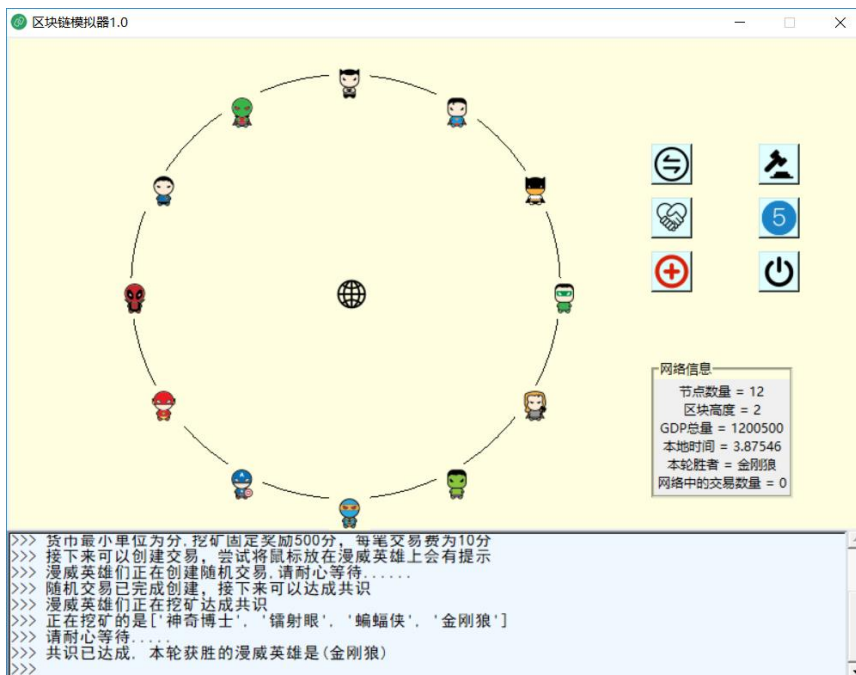 区块链模拟器1.0
5
网络信息
节点数量 = 12
区块高度 = 2
GDP总量 = 1200500
本地时间 = 3.87546
本轮胜者 = 金刚狼
网络中的交易数量 = 0
>>> 货币最小单位为分,挖矿固定奖励500分, 每笔交易费为10分
>>> 接下来可以创建交易, 尝试将鼠标放在漫威英雄上会有提示
>>> 漫威英雄们正在创建随机交易,请耐心等待......
>>> 随机交易已完成创建, 接下来可以达成共识
>>> 漫威英雄们正在挖矿达成共识
>>> 正在挖矿的是['神奇博士', '镭射眼', '蝙蝠侠', '金刚狼']
>>> 请耐心等待.....
>>> 共识已达成, 本轮获胜的漫威英雄是(金刚狼)
>>>